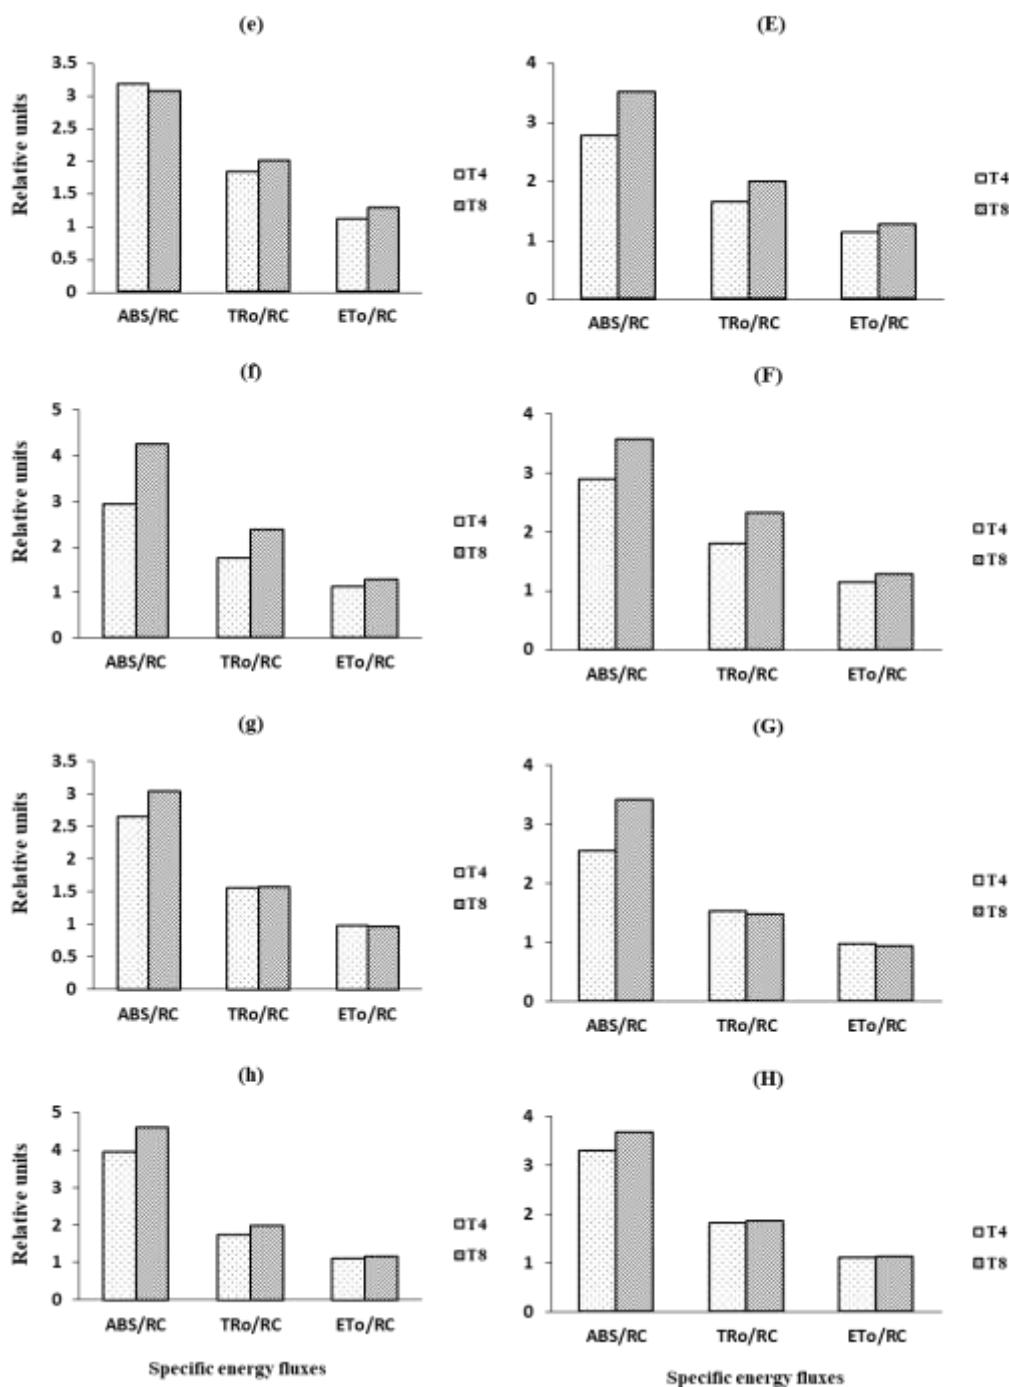 (e)
Relative units
3.5
3
2.5
2
1.5
1
0.5
0
ABS/RC TRo/RC ETo/RC
T4
T8
(E)
4
3
2
1
0
ABS/RC TRo/RC ETo/RC
T4
T8
(f)
Relative units
5
4
3
2
1
0
ABS/RC TRo/RC ETo/RC
T4
T8
(F)
4
3
2
1
0
ABS/RC TRo/RC ETo/RC
T4
T8
(g)
Relative units
3.5
3
2.5
2
1.5
1
0.5
0
ABS/RC TRo/RC ETo/RC
T4
T8
(G)
4
3
2
1
0
ABS/RC TRo/RC ETo/RC
T4
T8
(h)
Relative units
5
4
3
2
1
0
ABS/RC TRo/RC ETo/RC
T4
T8
Specific energy fluxes
(H)
4
3
2
1
0
ABS/RC TRo/RC ETo/RC
T4
T8
Specific energy fluxes